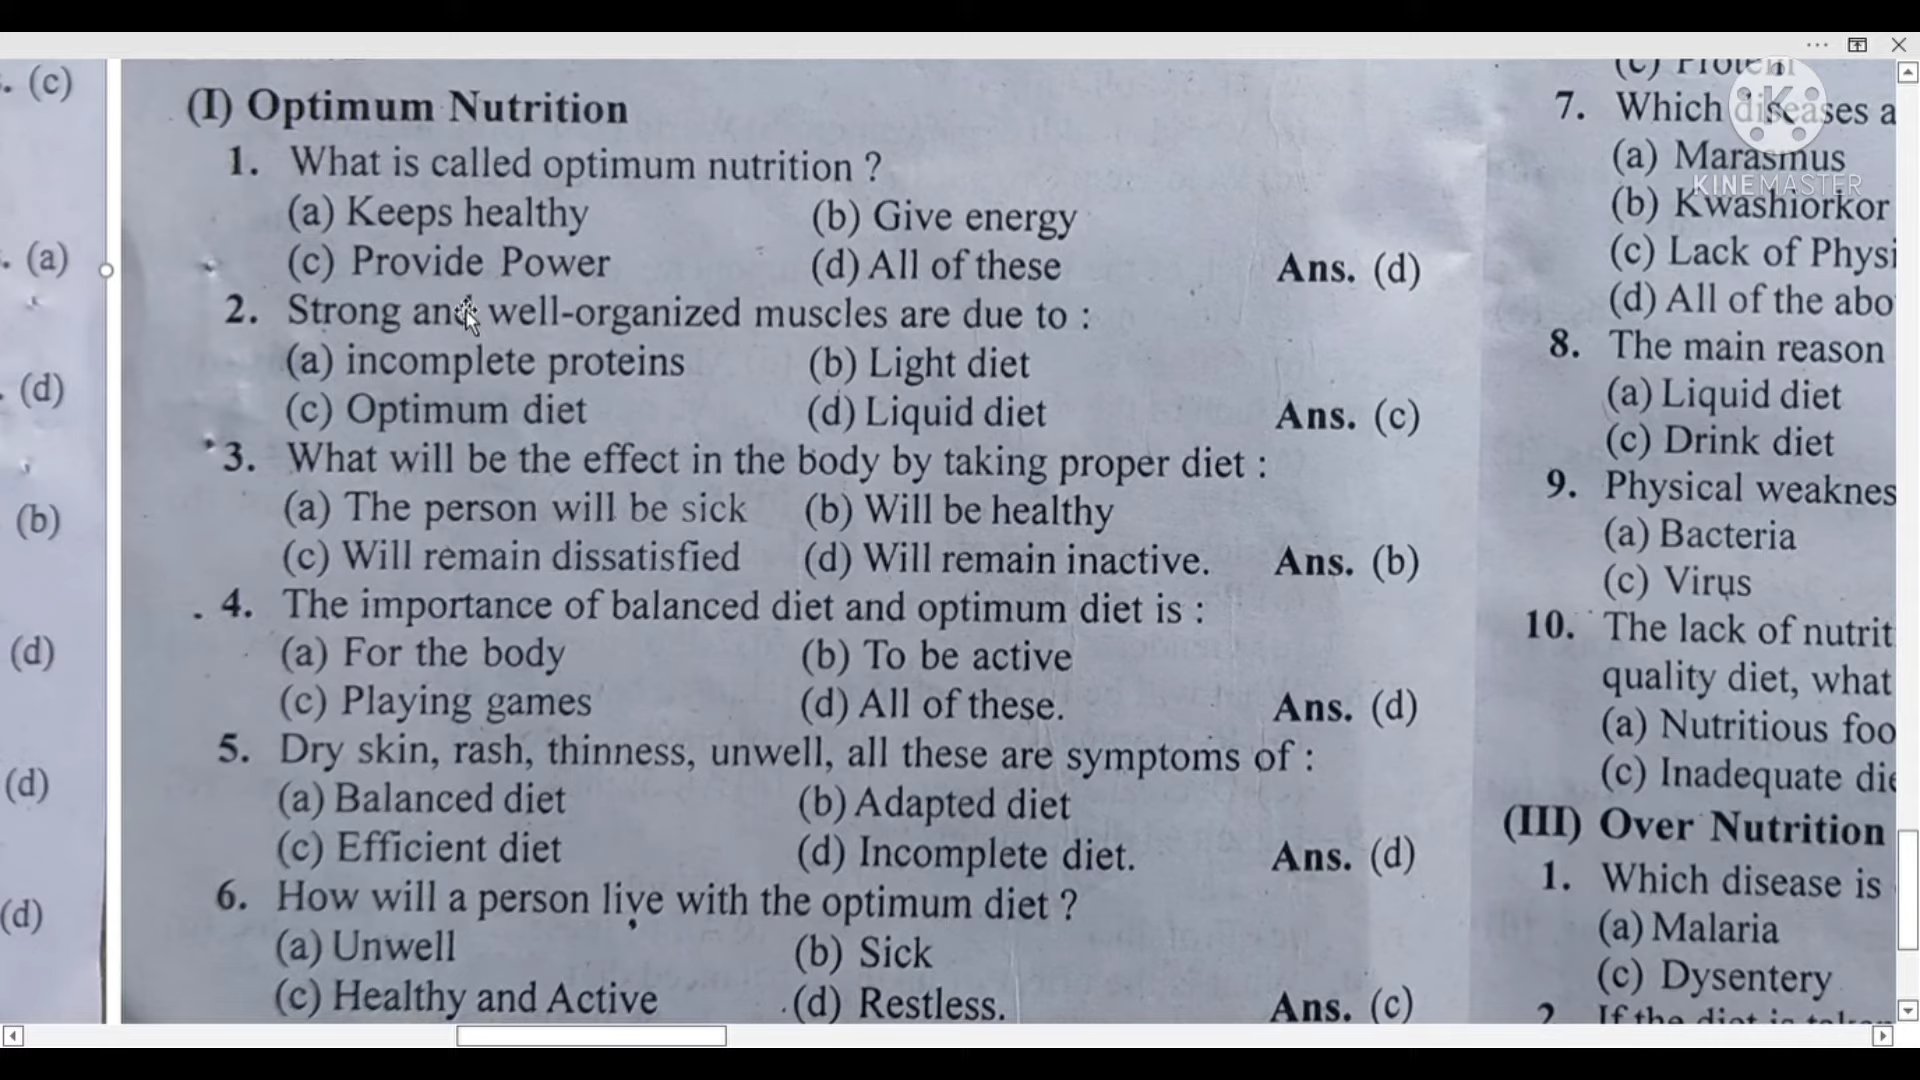 . (c)
. (a)
. (d)
(b)
(d)
(d)
(d)
(I) Optimum Nutrition
1. What is called optimum nutrition ?
(a) Keeps healthy (b) Give energy
(c) Provide Power (d) All of these Ans. (d)
2. Strong and well-organized muscles are due to :
(a) incomplete proteins (b) Light diet
(c) Optimum diet (d) Liquid diet Ans. (c)
3. What will be the effect in the body by taking proper diet :
(a) The person will be sick (b) Will be healthy
(c) Will remain dissatisfied (d) Will remain inactive. Ans. (b)
4. The importance of balanced diet and optimum diet is :
(a) For the body (b) To be active
(c) Playing games (d) All of these. Ans. (d)
5. Dry skin, rash, thinness, unwell, all these are symptoms of :
(a) Balanced diet (b) Adapted diet
(c) Efficient diet (d) Incomplete diet. Ans. (d)
6. How will a person live with the optimum diet ?
(a) Unwell (b) Sick
(c) Healthy and Active (d) Restless. Ans. (c)
(c) Protein
7. Which diseases a
(a) Marasmus
(b) Kwashiorkor
(c) Lack of Physi
(d) All of the abo
8. The main reason
(a) Liquid diet
(c) Drink diet
9. Physical weaknes
(a) Bacteria
(c) Virus
10. The lack of nutrit
quality diet, what
(a) Nutritious foo
(c) Inadequate die
(III) Over Nutrition
1. Which disease is
(a) Malaria
(c) Dysentery
2. If the diet is
K
KINEMASTER